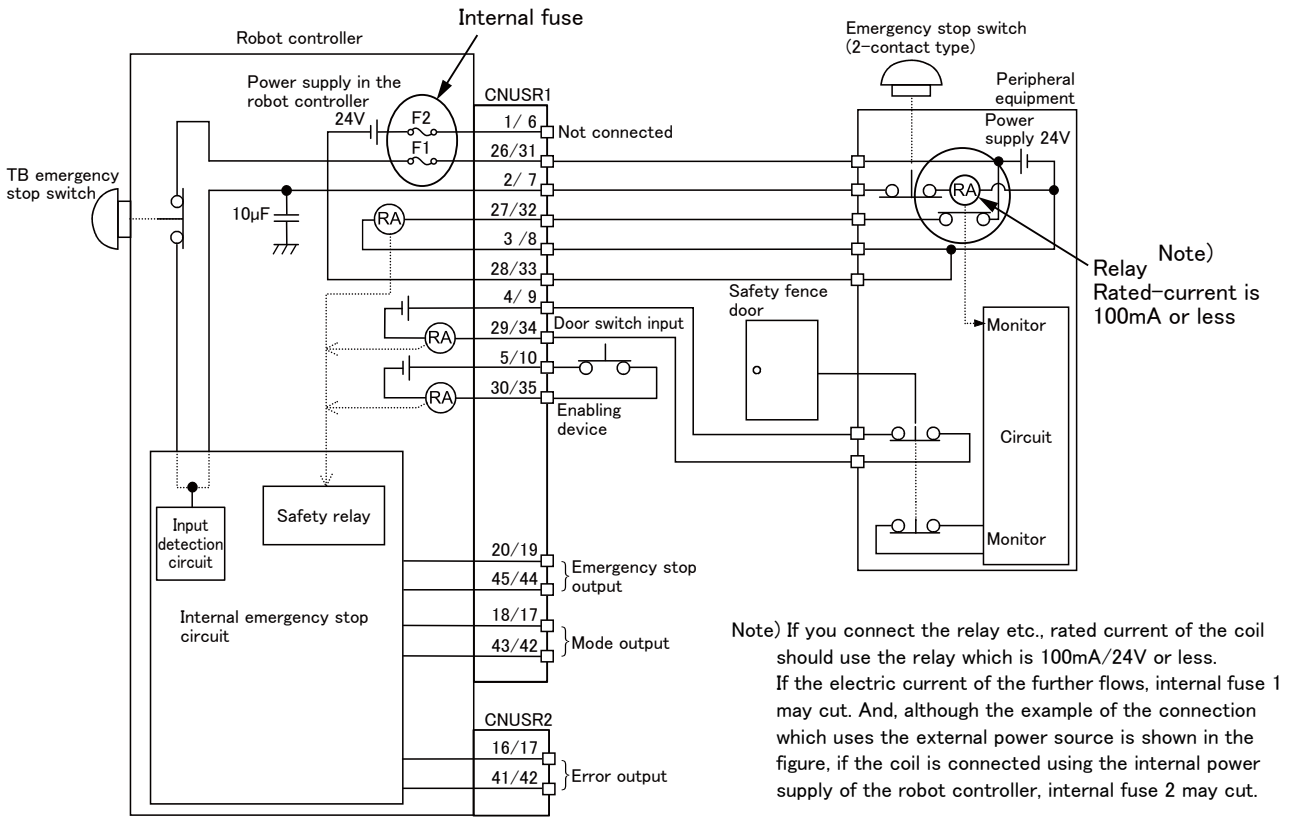 Internal fuse
Robot controller
Emergency stop switch
(2-contact type)
Power supply in the
robot controller
24V
F2
F1
CNUSR1
1/ 6
Not connected
26/31
2/ 7
27/32
3 /8
28/33
4/ 9
29/34
5/10
30/35
Peripheral
equipment
Power
supply 24V
TB emergency
stop switch
10μF
RA
RA
RA
RA
Note)
Relay
Rated-current is
100mA or less
Safety fence
door
Door switch input
Enabling
device
Monitor
Circuit
Monitor
Safety relay
Input
detection
circuit
Internal emergency stop
circuit
20/19
45/44
Emergency stop
output
18/17
43/42
Mode output
CNUSR2
16/17
41/42
Error output
Note) If you connect the relay etc., rated current of the coil
should use the relay which is 100mA/24V or less.
If the electric current of the further flows, internal fuse 1
may cut. And, although the example of the connection
which uses the external power source is shown in the
figure, if the coil is connected using the internal power
supply of the robot controller, internal fuse 2 may cut.